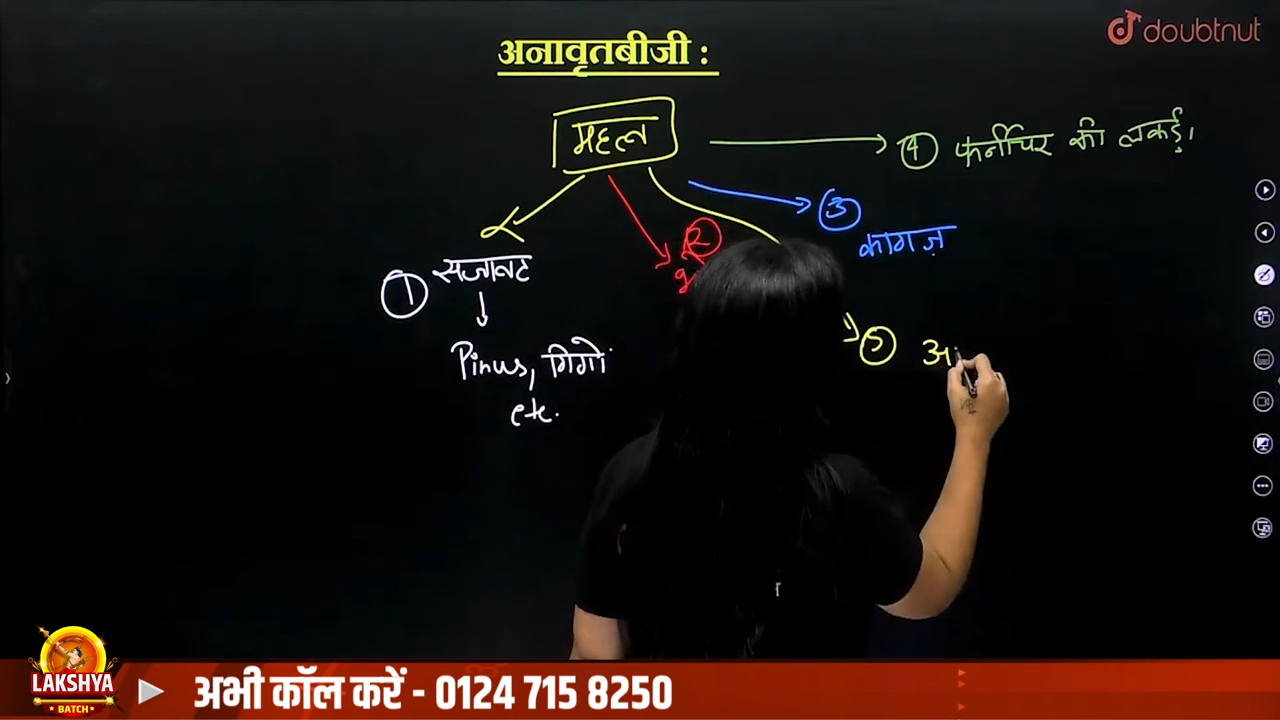 doubtnut
अनावृतबीजी :
महत्व
④ फर्नीचर की लकड़ी
③
कागज़
②
① सजावट
Pinus, गिंगो
etc.
⑤ अ
LAKSHYA
BATCH
अभी कॉल करें - 0124 715 8250